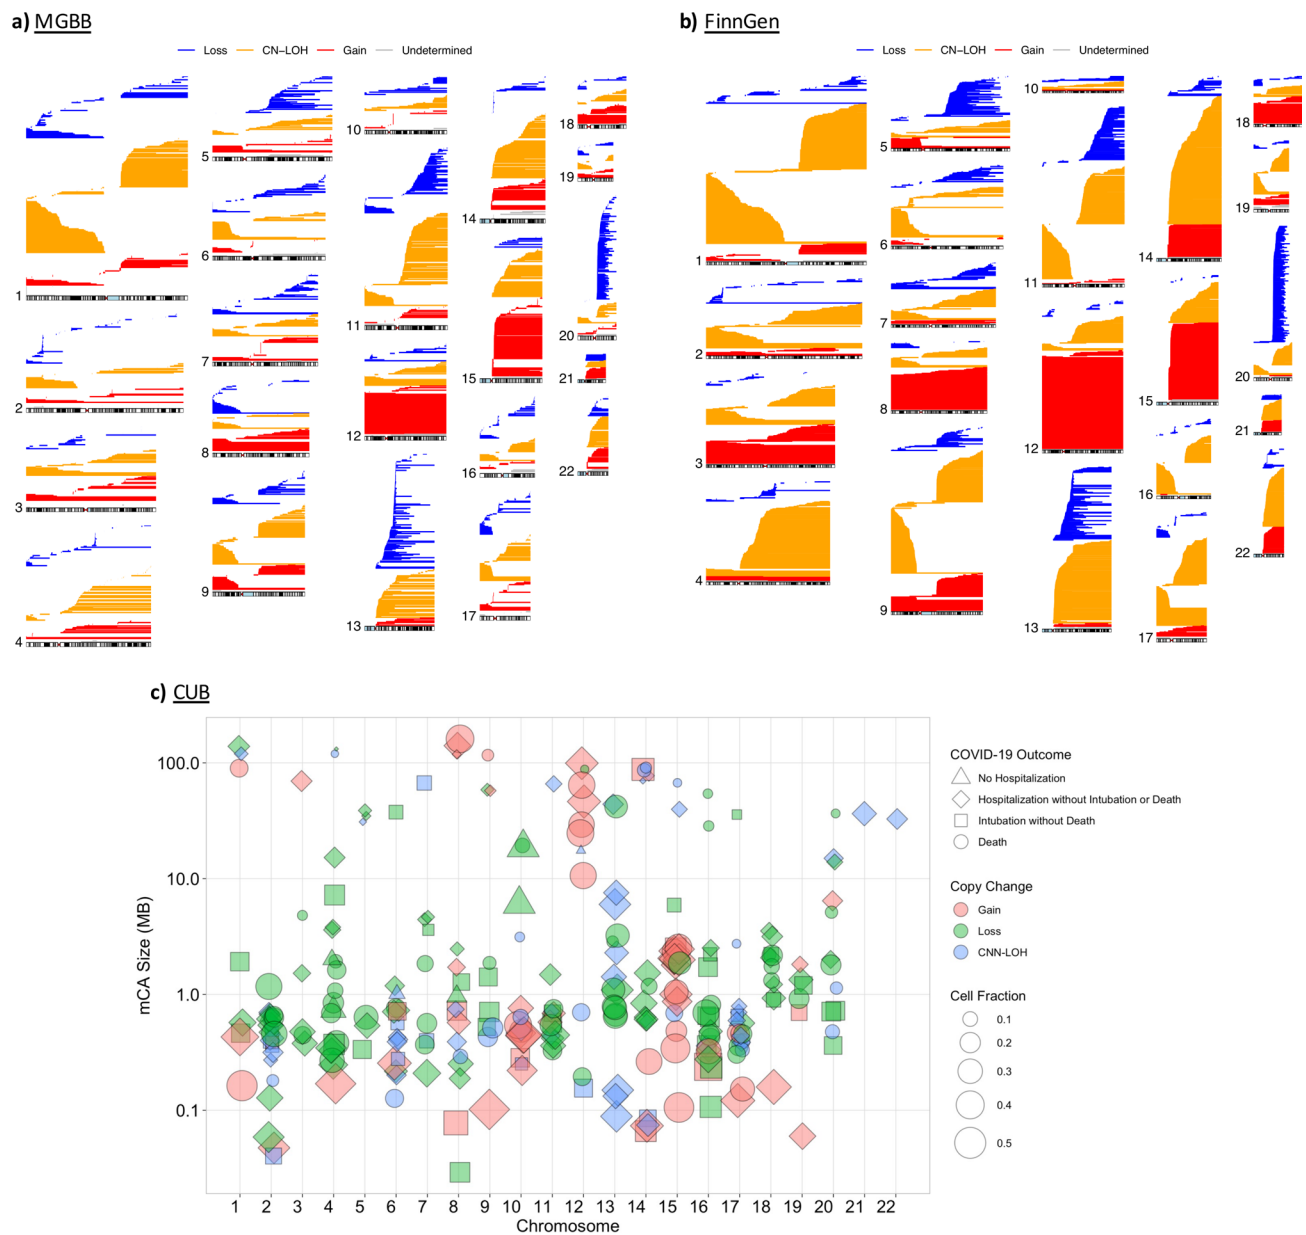 a) MGBB
Loss CN-LOH Gain Undetermined
1
2
3
4
5
6
7
8
9
10
11
12
13
14
15
16
17
18
19
20
21
22
b) FinnGen
Loss CN-LOH Gain Undetermined
1
2
3
4
5
6
7
8
9
10
11
12
13
14
15
16
17
18
19
20
21
22
c) CUB
mCA Size (MB)
100.0
10.0
1.0
0.1
1 2 3 4 5 6 7 8 9 10 11 12 13 14 15 16 17 18 19 20 21 22
Chromosome
COVID-19 Outcome
No Hospitalization
Hospitalization without Intubation or Death
Intubation without Death
Death
Copy Change
Gain
Loss
CNN-LOH
Cell Fraction
0.1
0.2
0.3
0.4
0.5